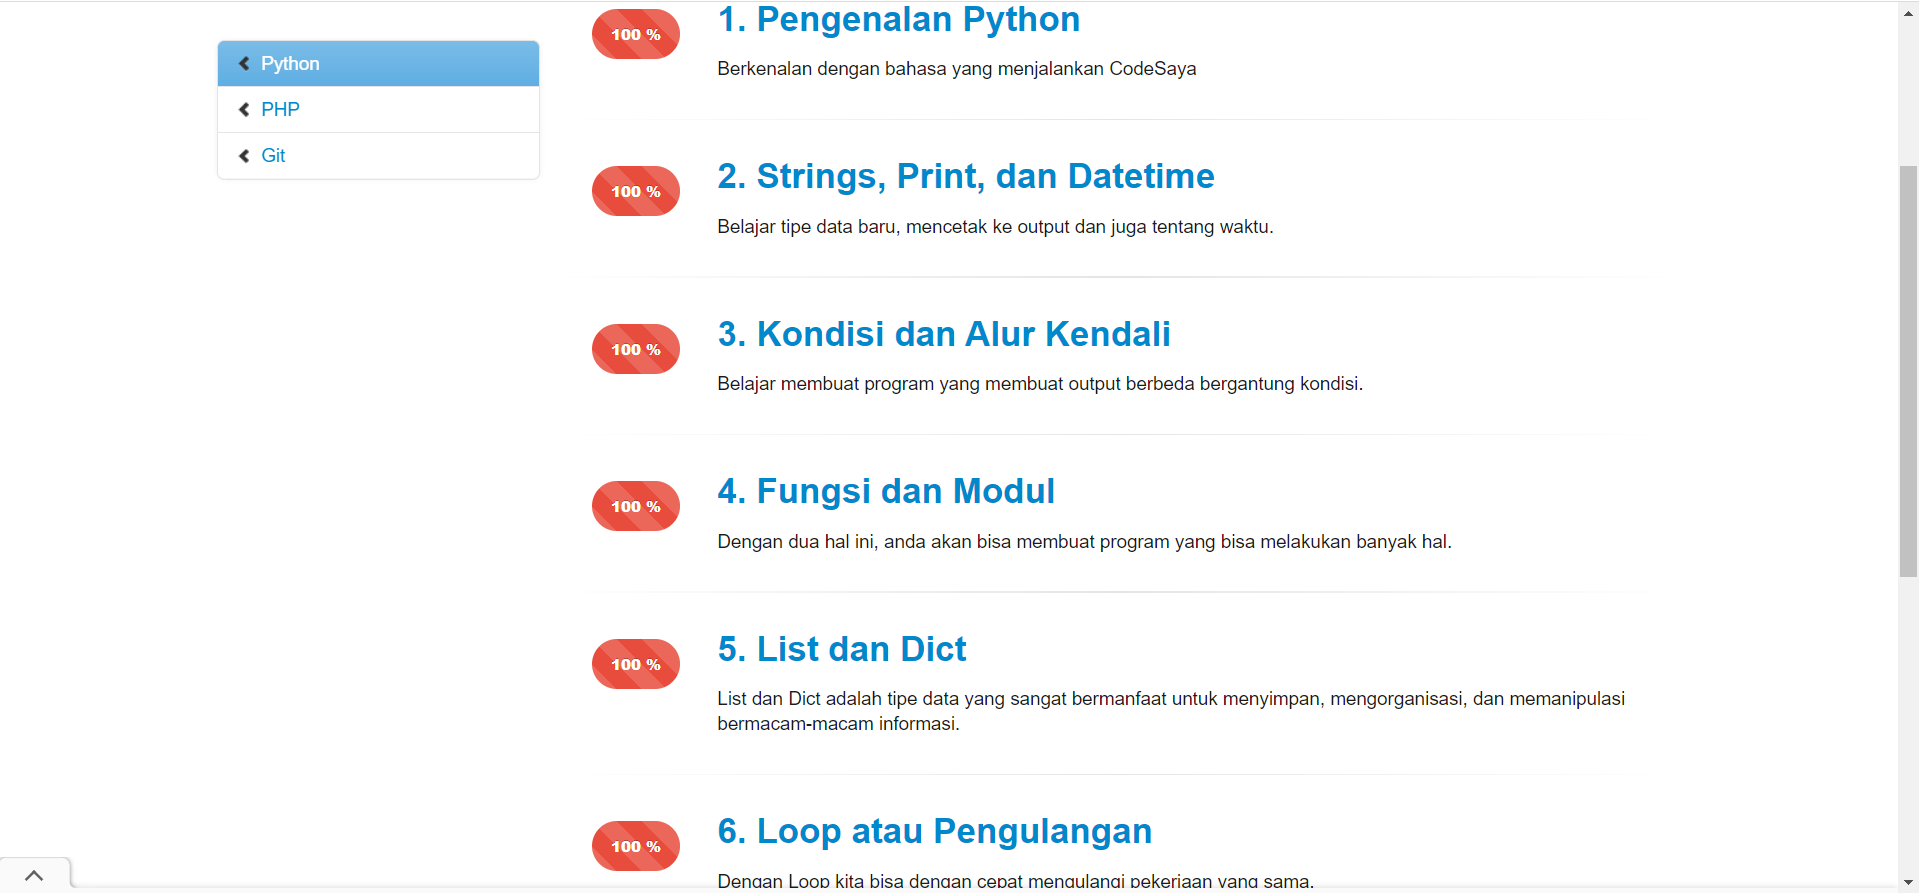 Python
PHP
Git
100 %
1. Pengenalan Python
Berkenalan dengan bahasa yang menjalankan CodeSaya
100 %
2. Strings, Print, dan Datetime
Belajar tipe data baru, mencetak ke output dan juga tentang waktu.
100 %
3. Kondisi dan Alur Kendali
Belajar membuat program yang membuat output berbeda bergantung kondisi.
100 %
4. Fungsi dan Modul
Dengan dua hal ini, anda akan bisa membuat program yang bisa melakukan banyak hal.
100 %
5. List dan Dict
List dan Dict adalah tipe data yang sangat bermanfaat untuk menyimpan, mengorganisasi, dan memanipulasi
bermacam-macam informasi.
100 %
6. Loop atau Pengulangan
Dengan Loop kita bisa dengan cepat mengulangi pekerjaan yang sama.